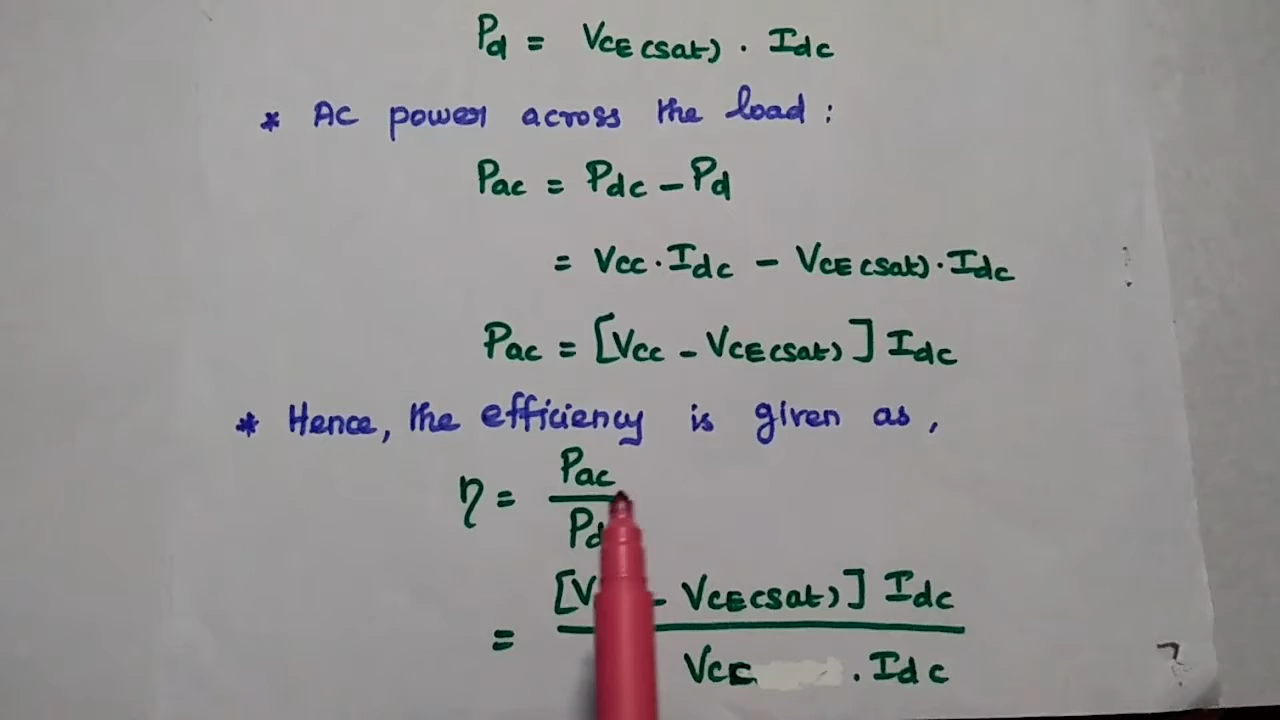 Pd = VCE(sat) . Idc
* AC power across the load :
Pac = Pdc - Pd
= Vcc . Idc - VCE(sat) . Idc
Pac = [Vcc - VCE(sat)] Idc
* Hence, the efficiency is given as,
η = Pac / Pd
= [V - VCE(sat)] Idc / Vcc . Idc